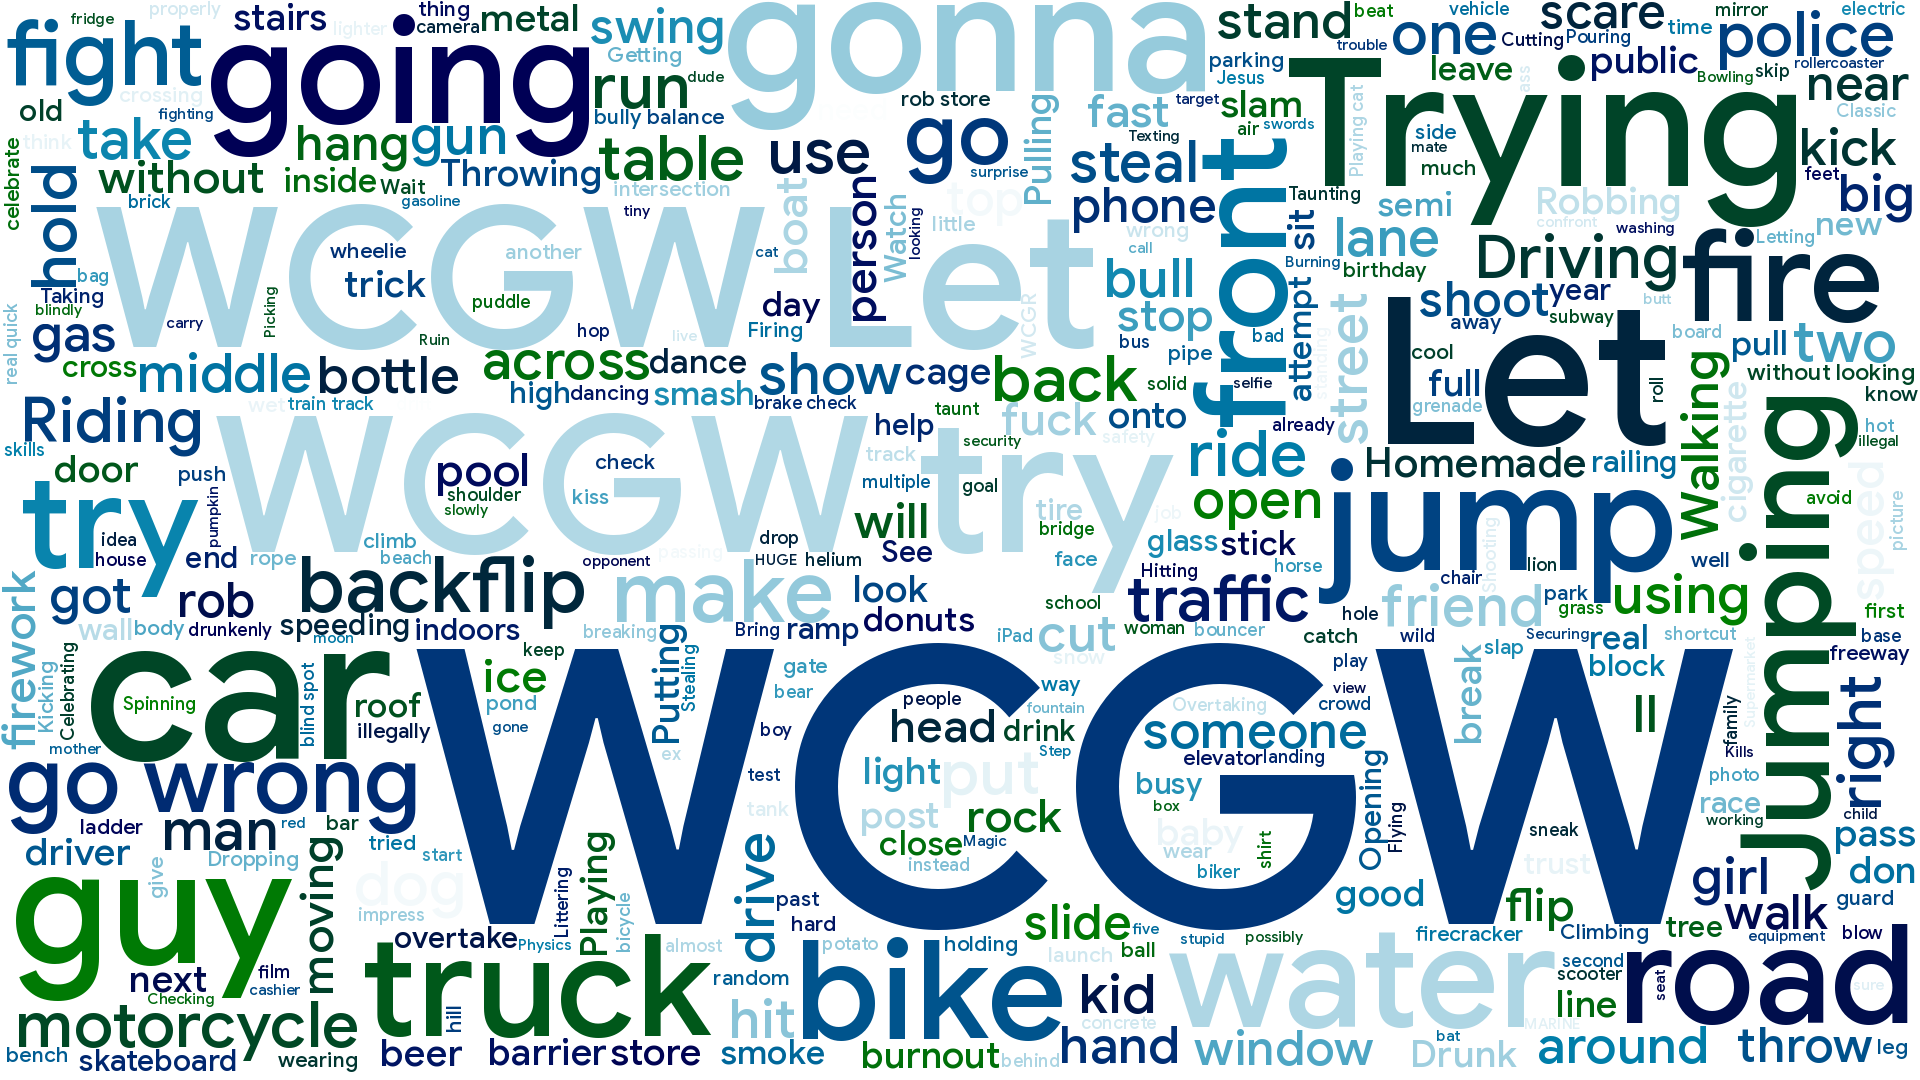 fridge
properly
stairs
thing
camera
metal
swing
gonna
stand
beat
vehicle
scare
mirror
electric
fight
going
lighter
Getting
trouble
one
Cutting
Pouring
time
police
crossing
run
dude
parking
Jesus
leave
public
Bowling
skip
rollercoaster
near
old
fighting
bully balance
rob store
target
slam
Trying
ass
Classic
think
take
hang
gun
table
use
go
Pulling
fast
Texting
air
swords
Playing cat
side
mate
much
kick
celebrate
without
inside
Wait
Throwing
intersection
surprise
steal
front
Taunting
feet
big
hold
brick
gasoline
tiny
boat
person
Watch
looking
top
little
phone
wrong
call
sit
semi
Robbing
confront
washing
new
WCGW Let
wheelie
another
cat
lane
Driving
Letting
fire
bag
Taking
blindly
trick
puddle
day
bull
Burning
birthday
shoot
year
butt
real quick
gas
carry
Picking
Ruin
hop
live
Firing
WCGR
stop
bus
pipe
bad
attempt
standing
street
away
subway
board
pull
two
cross
middle
bottle
across
dance
show
cage
back
solid
selfie
cool
full
grenade
Let
roll
Walking
without looking
know
Riding
wet
train track
high
dancing
smash
brake check
help
taunt
fuck
onto
already
cigarette
hot
illegal
skills
door
push
WCGW try
pool
check
shoulder
slowly
kiss
track
security
safety
multiple
goal
ride
Homemade
railing
jumping
speed
avoid
picture
try
pumpkin
idea
house
end
rope
climb
beach
will
See
tire
bridge
job
open
jump
Shooting
drop
HUGE
helium
passing
opponent
face
glass
stick
Hitting
horse
chair
lion
well
firework
got
rob
backflip
make
look
school
traffic
friend
park
grass
using
first
wall
body
drunkenly
speeding
moon
indoors
breaking
Bring
ramp
donuts
iPad
cut
woman
bouncer
hole
catch
wild
Securing
real
shortcut
base
freeway
Kicking
Celebrating
car
keep
Putting
Stealing
gate
snow
play
slap
block
Supermarket
Spinning
blind spot
roof
illegally
ice
pond
gone
WCGW
bear
boy
people
head
drink
way
fountain
Step
Overtaking
someone
view
crowd
break
ll
family
right
mother
ex
test
light
put
elevator
landing
Kills
photo
go wrong
ladder
red
bar
tank
post
rock
busy
box
Opening
Flying
race
working
child
man
driver
give
Dropping
tried
start
close
Magic
instead
baby
wear
biker
shirt
sneak
trust
pass
guy
moving
dog
impress
Littering
Playing
bicycle
drive
past
hard
good
flip
girl
walk
don
guard
overtake
Physics
almost
potato
holding
slide
five
ball
launch
stupid
possibly
firecracker
Climbing
tree
equipment
blow
next
film
cashier
Checking
truck
random
bike
kid
water
second
scooter
road
seat
sure
motorcycle
hill
hit
concrete
line
MARINE
bench
skateboard
wearing
beer
barrier
store
smoke
burnout
behind
hand
window
bat
Drunk
around
throw
leg